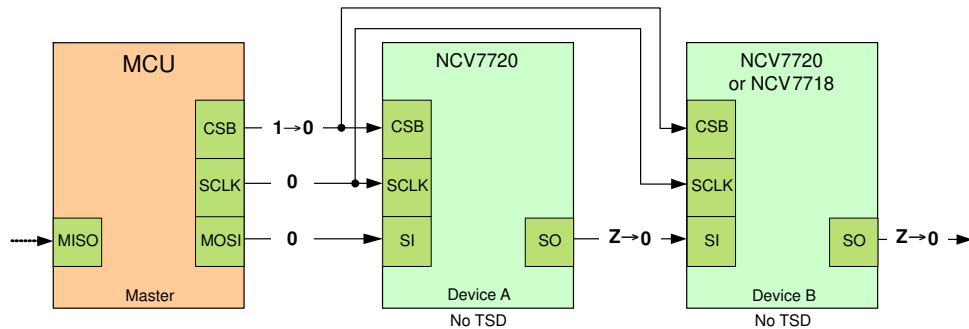 MCU
NCV7720
NCV7720
or NCV7718
CSB
1→0
CSB
CSB
SCLK
0
SCLK
SCLK
MISO
MOSI
0
SI
SO
Z→0
SI
SO
Z→0
Master
Device A
Device B
No TSD
No TSD